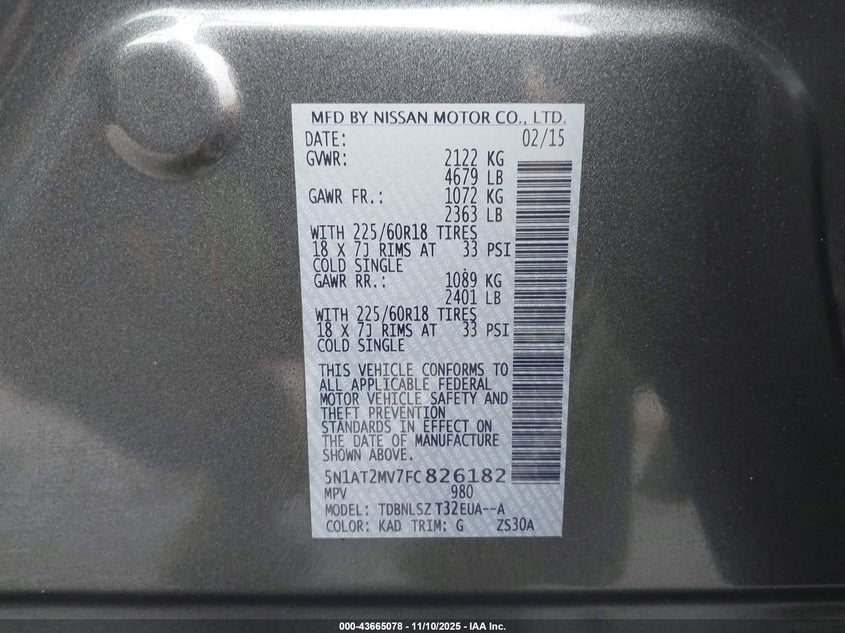 MFD BY NISSAN MOTOR CO., LTD.
DATE: 02/15
GVWR: 2122 KG
4679 LB
GAWR FR.: 1072 KG
2363 LB
WITH 225/60R18 TIRES
18 X 7J RIMS AT 33 PSI
COLD SINGLE
GAWR RR.: 1089 KG
2401 LB
WITH 225/60R18 TIRES
18 X 7J RIMS AT 33 PSI
COLD SINGLE
THIS VEHICLE CONFORMS TO
ALL APPLICABLE FEDERAL
MOTOR VEHICLE SAFETY AND
THEFT PREVENTION
STANDARDS IN EFFECT ON
THE DATE OF MANUFACTURE
SHOWN ABOVE.
5N1AT2MV7FC826182
MPV 980
MODEL: TDBNLSZ T32EUA--A
COLOR: KAD TRIM: G ZS30A
000-43665078 - 11/10/2025 - IAA Inc.